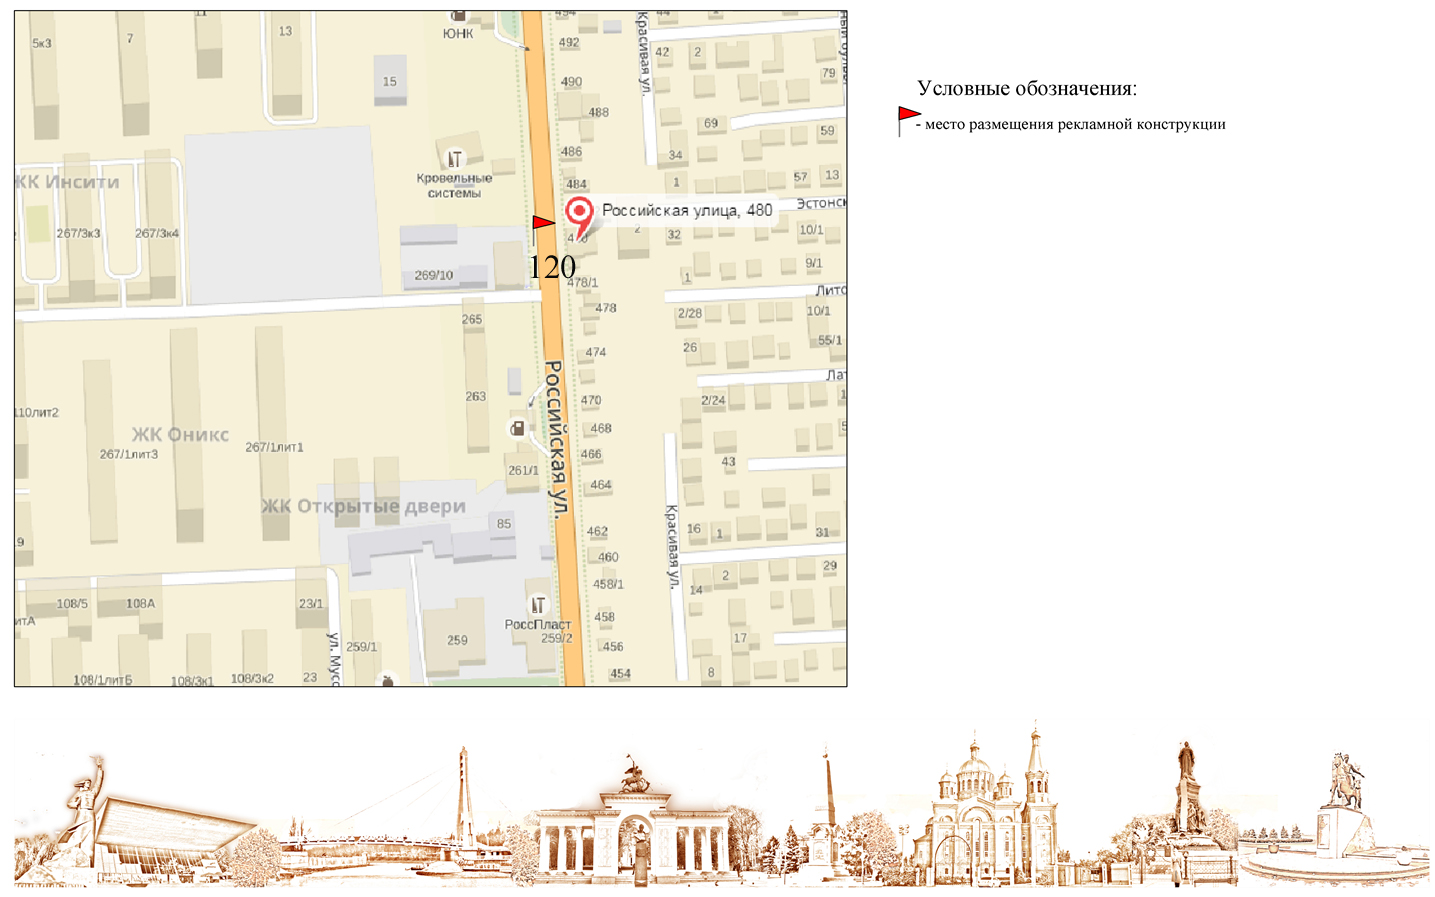 ЮНК
492
5к3
7
13
42
2
79
490
15
488
69
59
486
34
484
1
57
13
Кровельные
системы
ЖК Инсити
Российская улица, 480
Эстонск
267/3к3
267/3к4
2
32
10/1
9/1
269/10
120
478/1
1
Лито
478
2/28
10/1
265
55/1
26
474
Лат
263
470
2/24
110лит2
468
ЖК Оникс
267/1лит1
267/1лит3
466
43
261/1
464
ЖК Открытые двери
85
16
1
31
462
460
29
2
458/1
14
108/5
108А
23/1
458
РоссПласт
259/2
17
259
259/1
456
454
8
23
108/1литБ
108/3к1
108/3к2
ул. Мусо
Российская ул.
Красивая ул.
Красивая ул.
Условные обозначения:
- место размещения рекламной конструкции